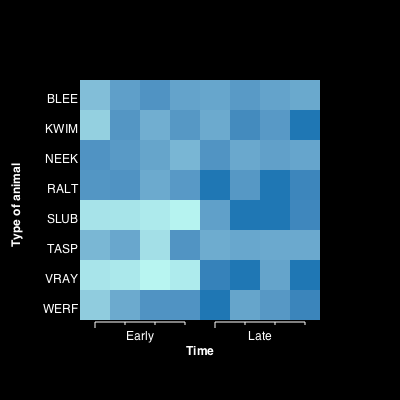 BLEE
KWIM
NEEK
RALT
SLUB
TASP
VRAY
WERF
Type of animal
Early Late
Time